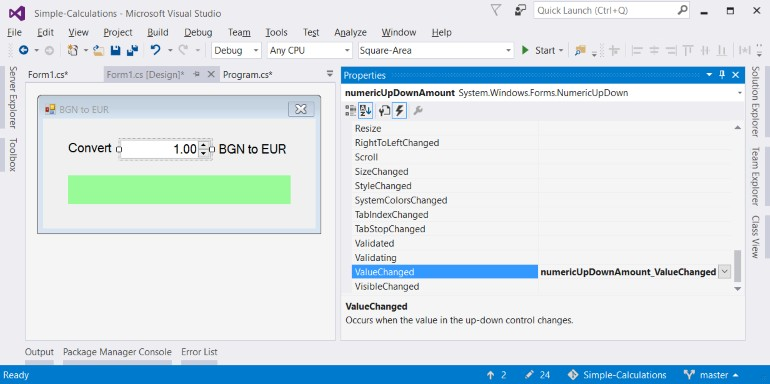 Simple-Calculations - Microsoft Visual Studio
Quick Launch (Ctrl+Q)
File Edit View Project Build Debug Team Tools Test Analyze Window Help
Debug Any CPU Square-Area Start
Server Explorer
Toolbox
Form1.cs* Form1.cs [Design]* Program.cs*
BGN to EUR
Convert 1.00 BGN to EUR
Properties
numericUpDownAmount System.Windows.Forms.NumericUpDown
Resize
RightToLeftChanged
Scroll
SizeChanged
StyleChanged
SystemColorsChanged
TabIndexChanged
TabStopChanged
Validated
Validating
ValueChanged numericUpDownAmount_ValueChanged
VisibleChanged
ValueChanged
Occurs when the value in the up-down control changes.
Solution Explorer
Team Explorer
Class View
Output Package Manager Console Error List
Ready 2 24 Simple-Calculations master